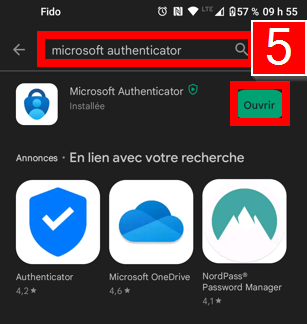 Fido LTE 57 % 09 h 55
microsoft authenticator
5
Microsoft Authenticator
Installée
Ouvrir
Annonces • En lien avec votre recherche
Authenticator
4,2 ★
Microsoft OneDrive
4,6 ★
NordPass®
Password Manager
4,1 ★